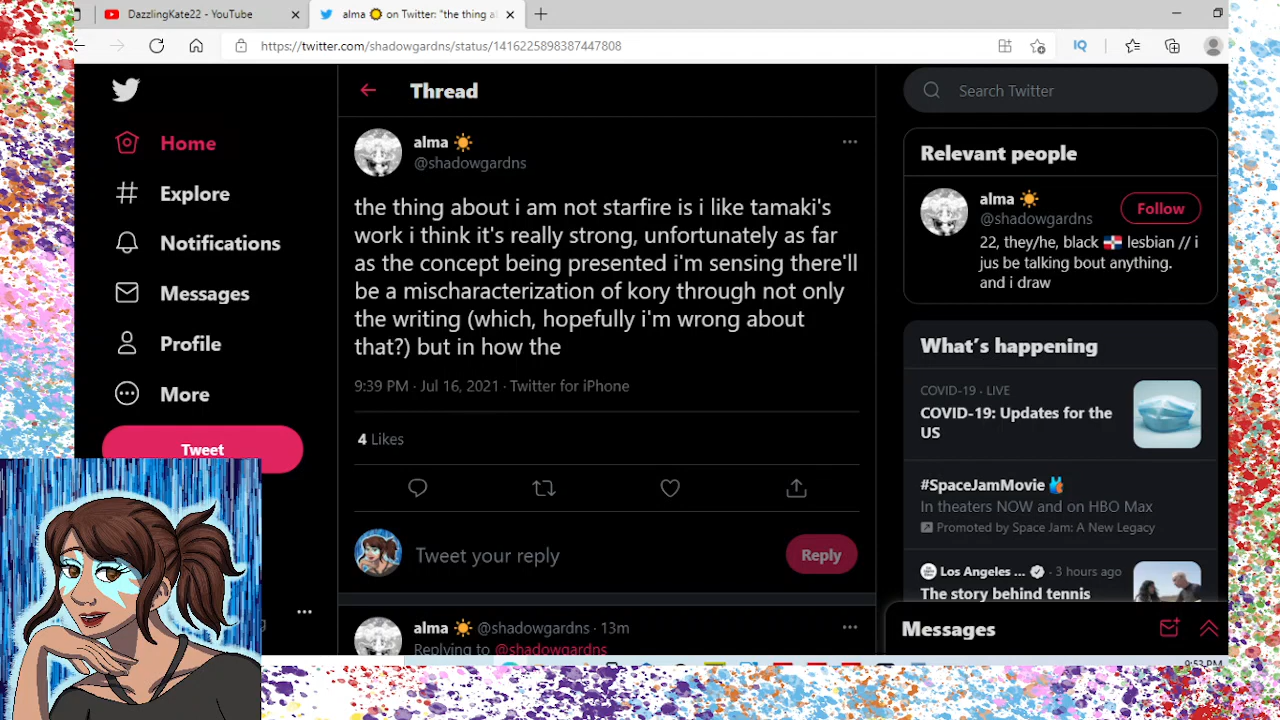 DazzlingKate22 - YouTube
alma on Twitter: "the thing a
https://twitter.com/shadowgardns/status/1416225898387447808
IQ
Home
Explore
Notifications
Messages
Profile
More
Tweet
Thread
alma
@shadowgardns
the thing about i am not starfire is i like tamaki's
work i think it's really strong, unfortunately as far
as the concept being presented i'm sensing there'll
be a mischaracterization of kory through not only
the writing (which, hopefully i'm wrong about
that?) but in how the
9:39 PM · Jul 16, 2021 · Twitter for iPhone
4 Likes
Tweet your reply
Reply
alma @shadowgardns · 13m
Replying to @shadowgardns
Search Twitter
Relevant people
alma
@shadowgardns
Follow
22, they/he, black lesbian // i
jus be talking bout anything.
and i draw
What's happening
COVID-19 · LIVE
COVID-19: Updates for the
US
#SpaceJamMovie
In theaters NOW and on HBO Max
Promoted by Space Jam: A New Legacy
Los Angeles ... · 3 hours ago
The story behind tennis
Messages
9:53 PM